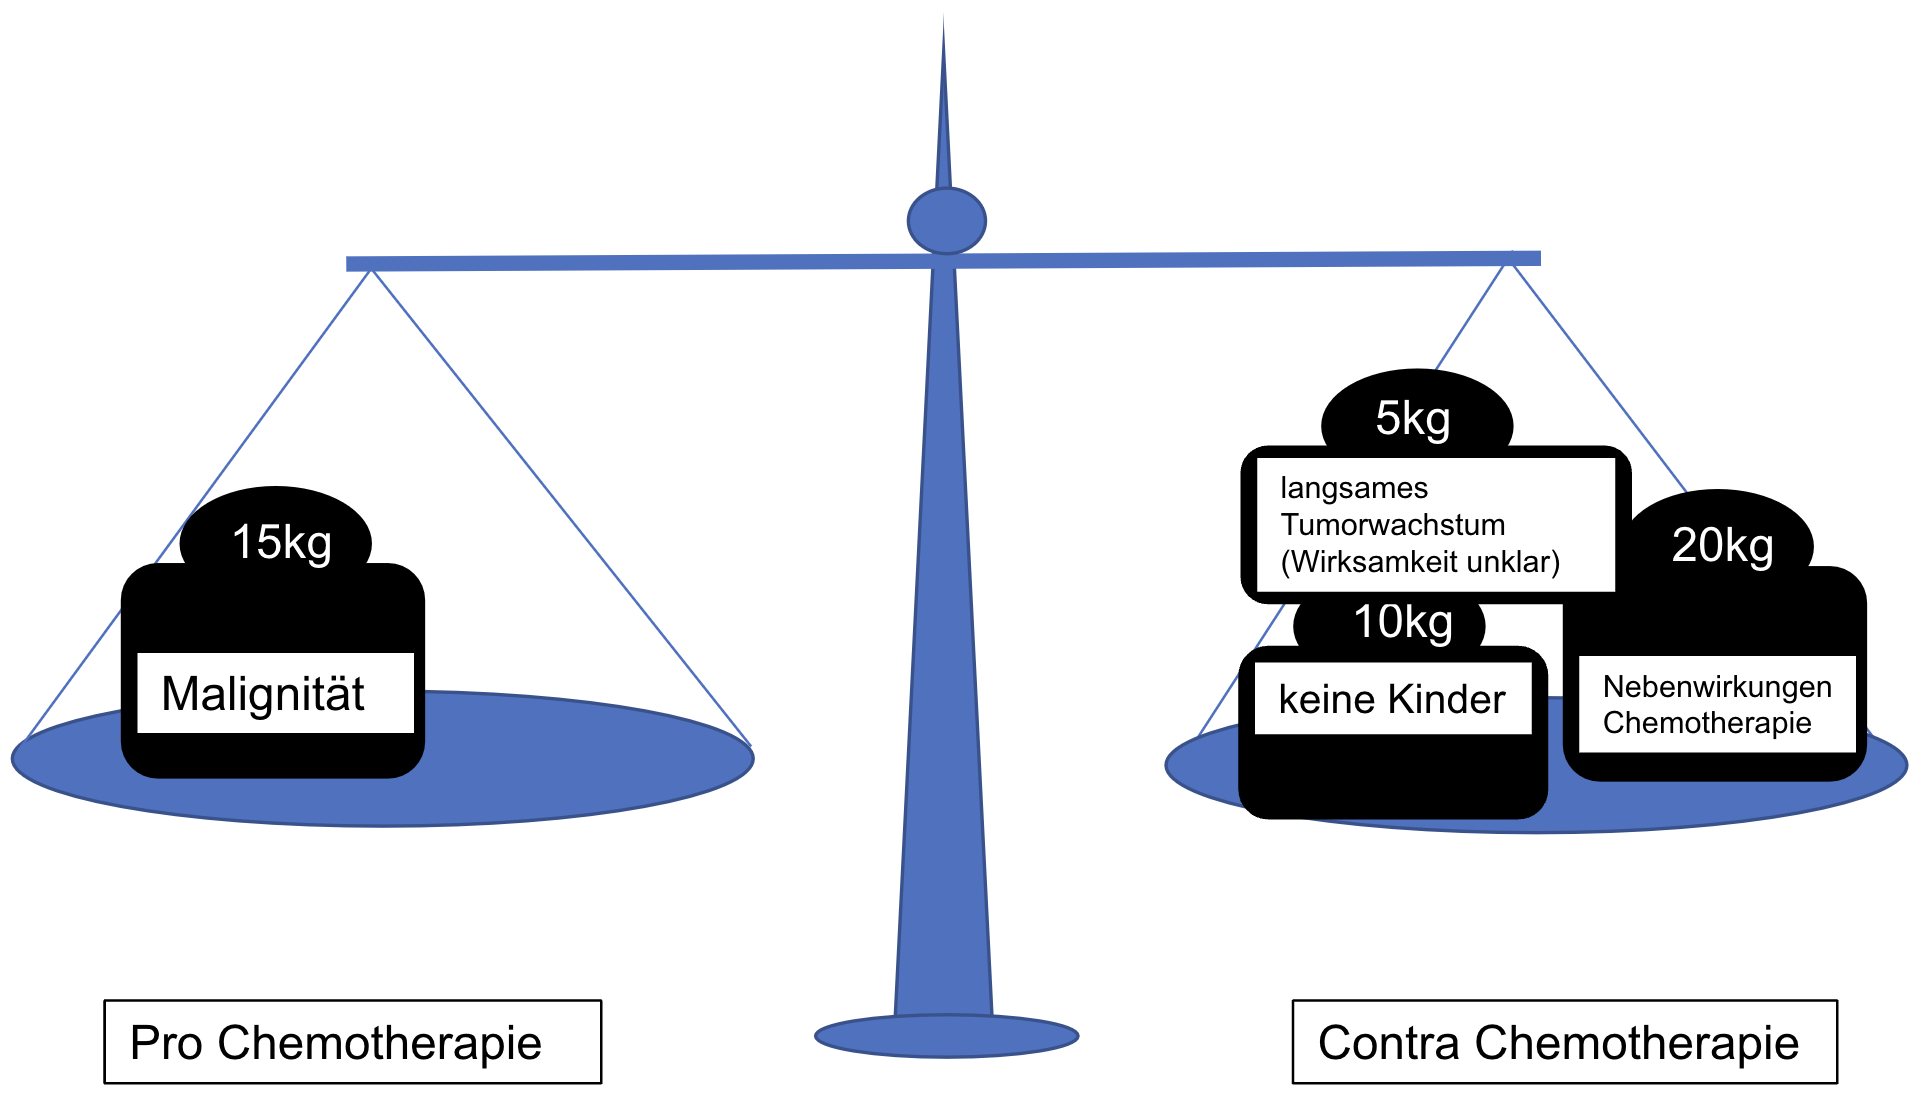 15kg
Malignität
5kg
langsames
Tumorwachstum
(Wirksamkeit unklar)
10kg
keine Kinder
20kg
Nebenwirkungen
Chemotherapie
Pro Chemotherapie
Contra Chemotherapie